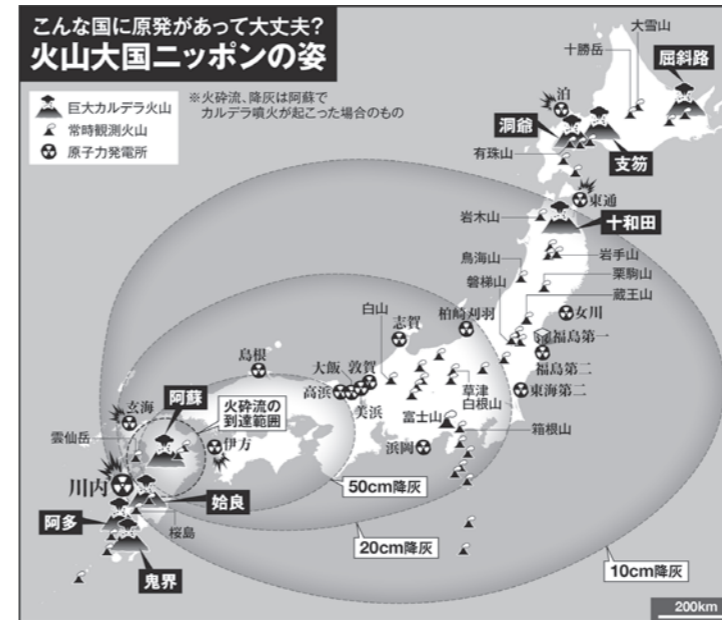 こんな国に原発があって大丈夫?
火山大国ニッポンの姿
巨大カルデラ火山
常時観測火山
原子力発電所
※火砕流、降灰は阿蘇で
カルデラ噴火が起こった場合のもの
大雪山
十勝岳
屈斜路
泊
洞爺
有珠山
支笏
東通
岩木山
十和田
鳥海山
岩手山
磐梯山
栗駒山
蔵王山
白山
志賀
柏崎刈羽
女川
福島第一
福島第二
島根
大飯
敦賀
高浜
美浜
草津
白根山
東海第二
玄海
阿蘇
火砕流の
到達範囲
富士山
箱根山
雲仙岳
伊方
浜岡
川内
姶良
50cm降灰
阿多
桜島
20cm降灰
鬼界
10cm降灰
200km